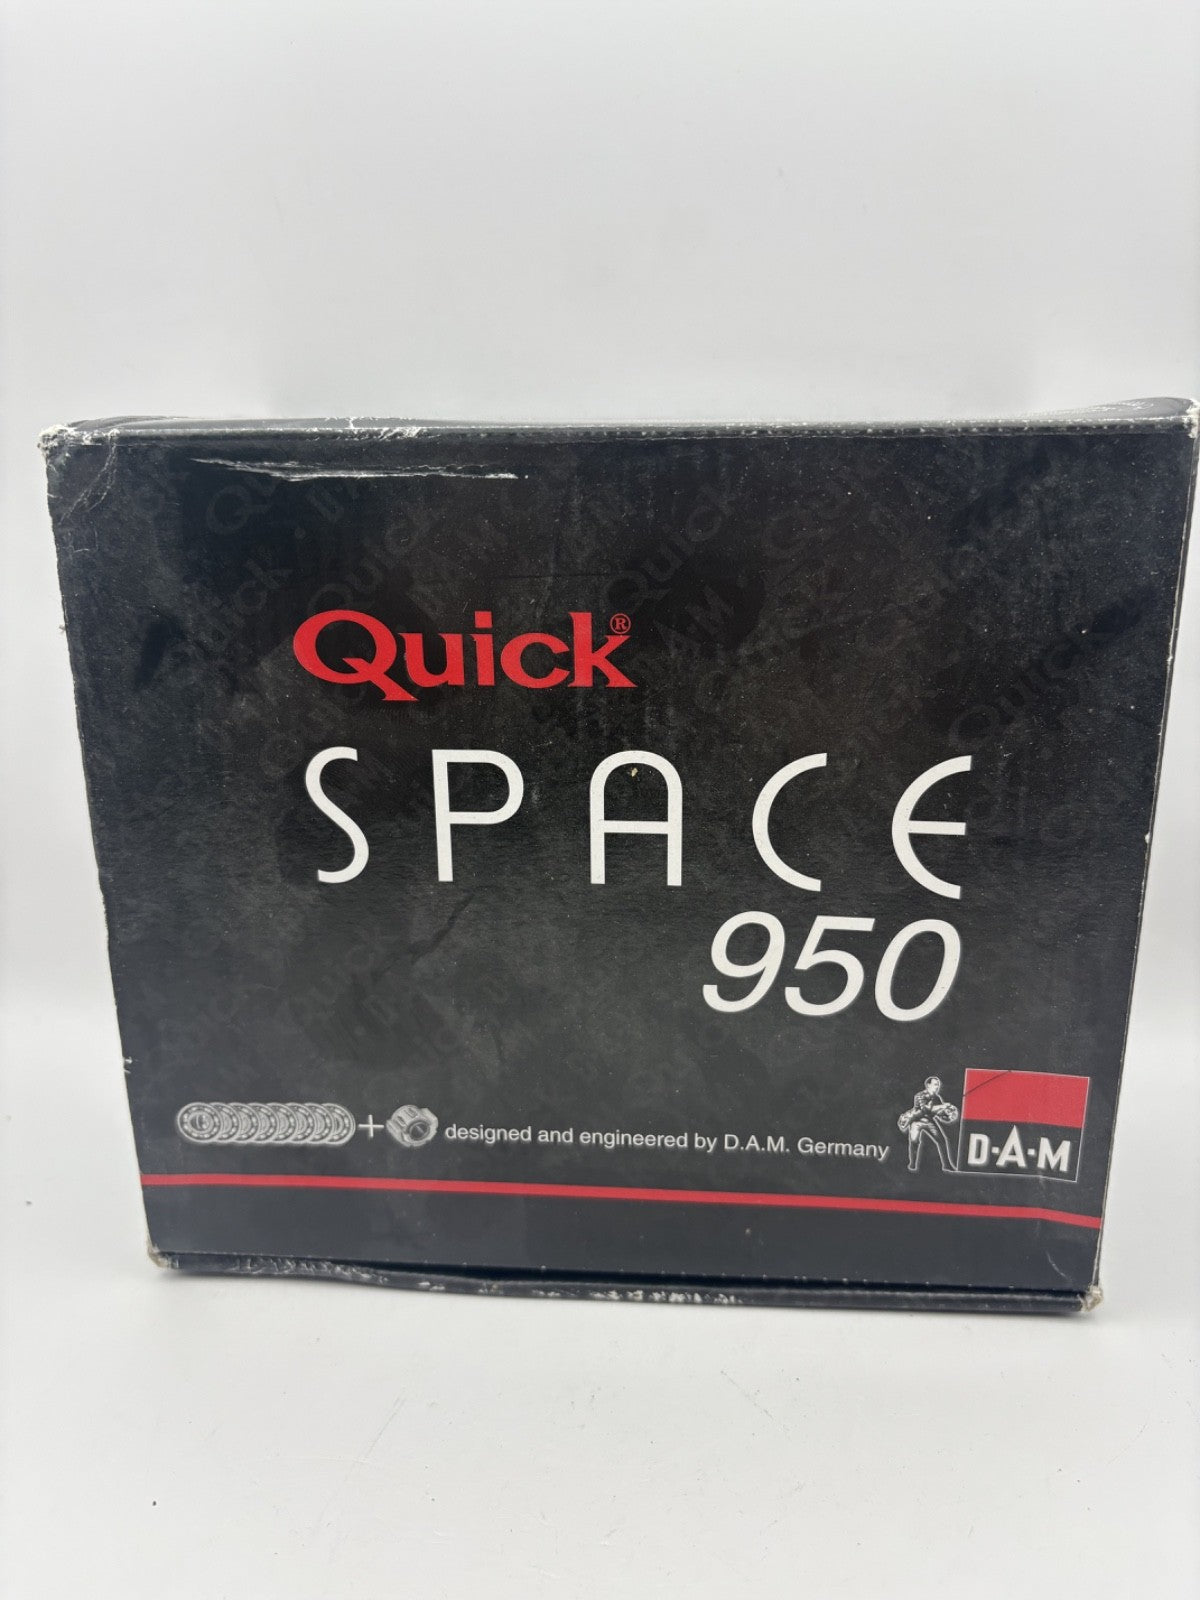 Quick®
SPACE
950
+ designed and engineered by D.A.M. Germany
D·A·M